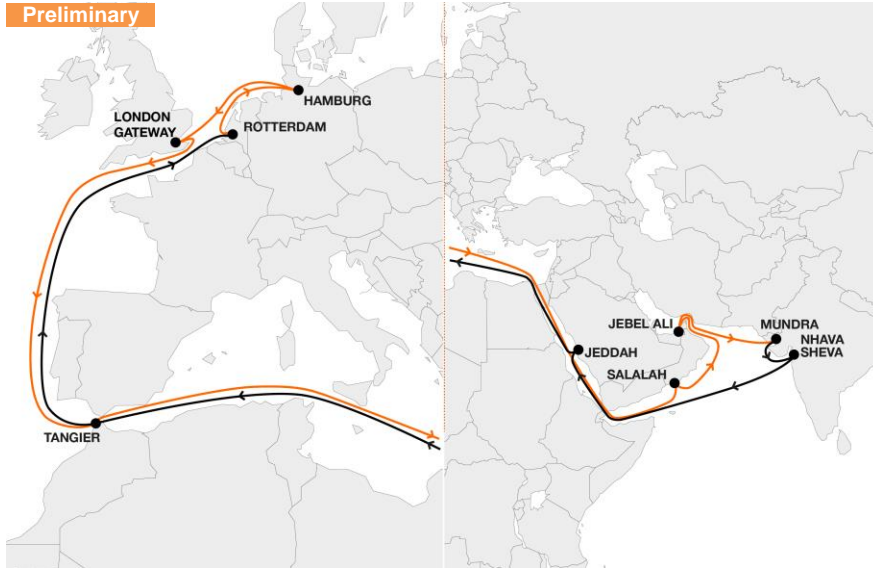 Preliminary
HAMBURG
LONDON
GATEWAY
ROTTERDAM
TANGIER
JEBEL ALI
MUNDRA
NHAVA
SHEVA
JEDDAH
SALALAH